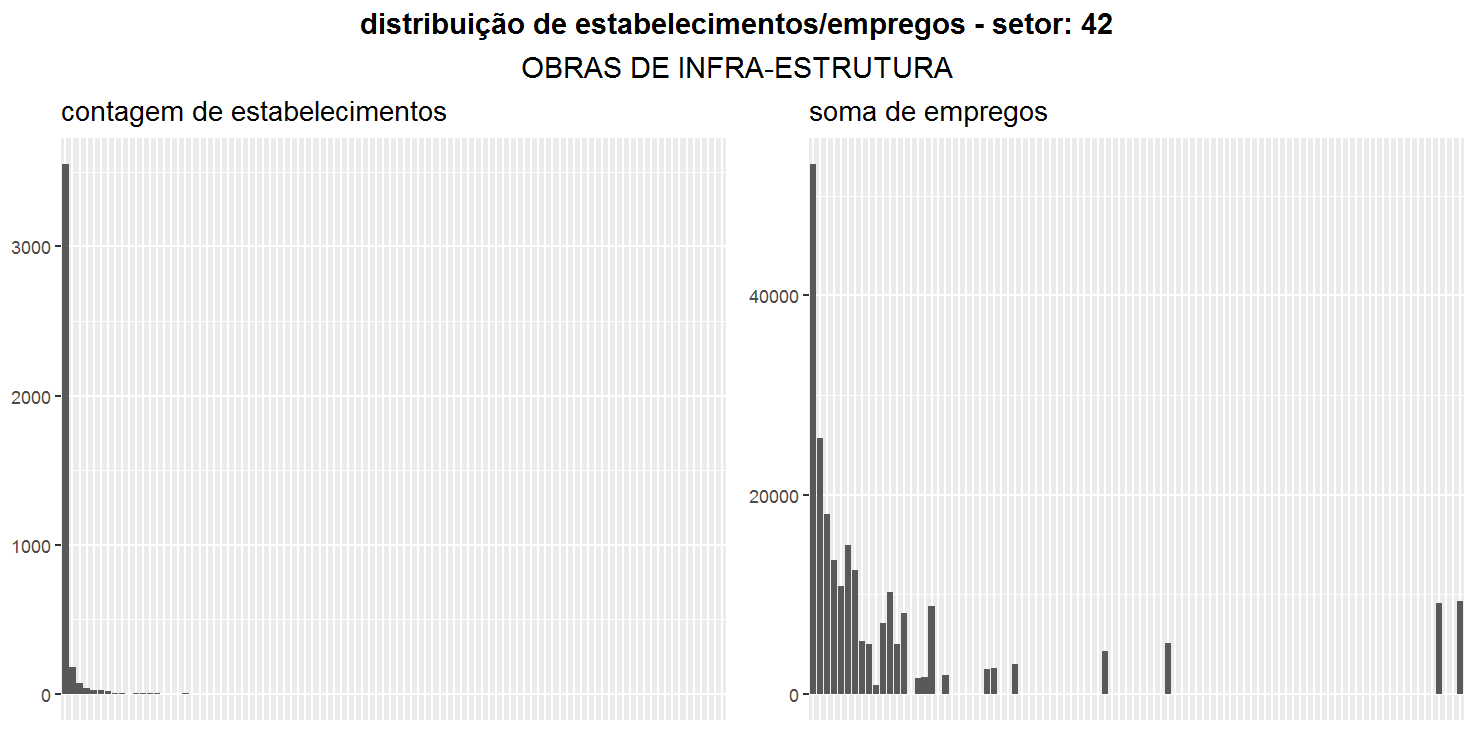 distribuição de estabelecimentos/empregos - setor: 42
OBRAS DE INFRA-ESTRUTURA
contagem de estabelecimentos
3000
2000
1000
0
soma de empregos
40000
20000
0